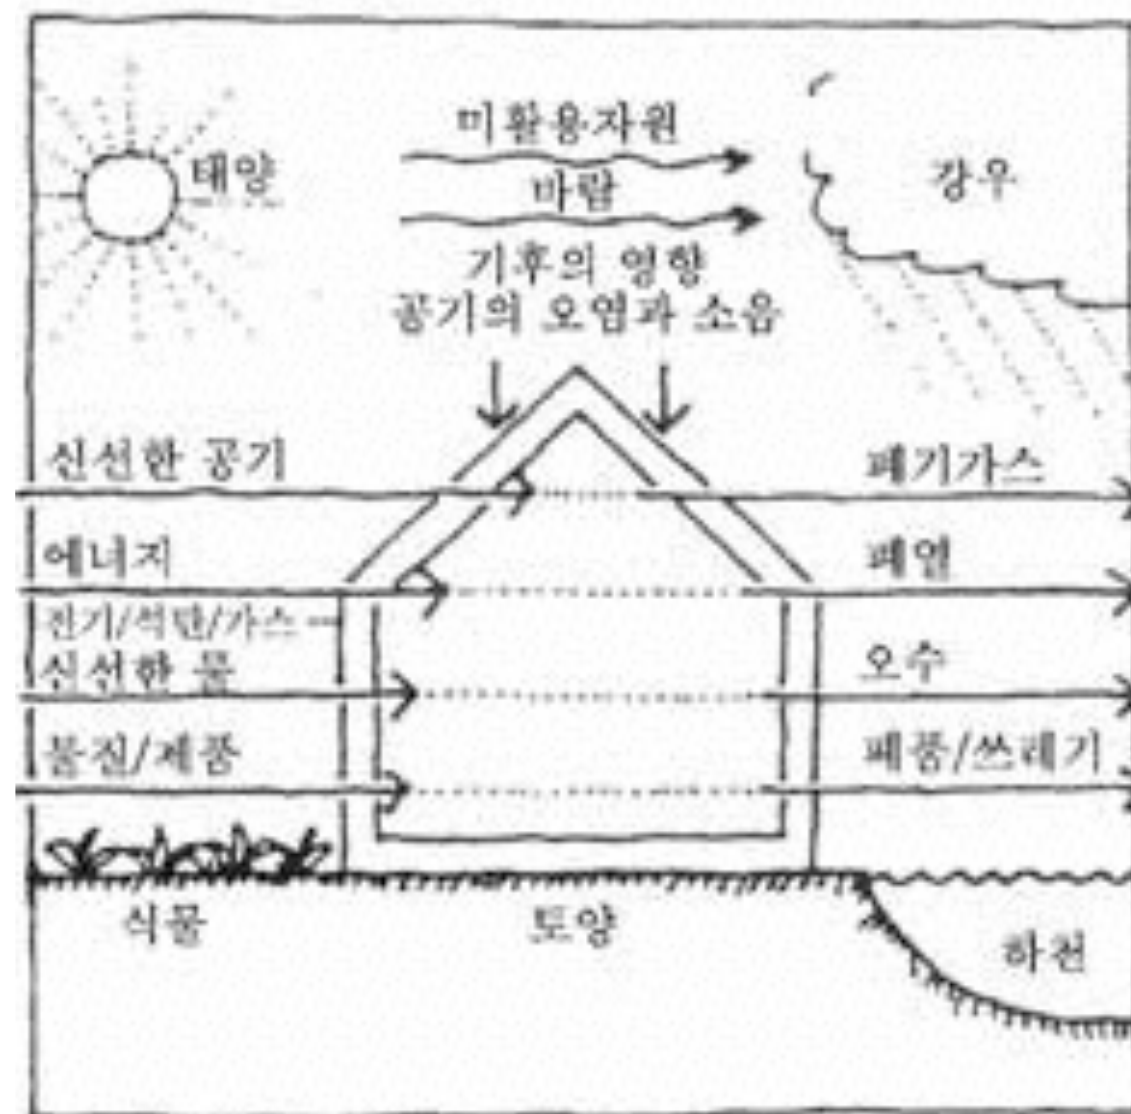 미활용자원
태양
바람
강우
기후의 영향
공기의 오염과 소음
신선한 공기
폐기가스
에너지
폐열
전기/석탄/가스
신선한 물
오수
물질/제품
폐품/쓰레기
식물
토양
하천